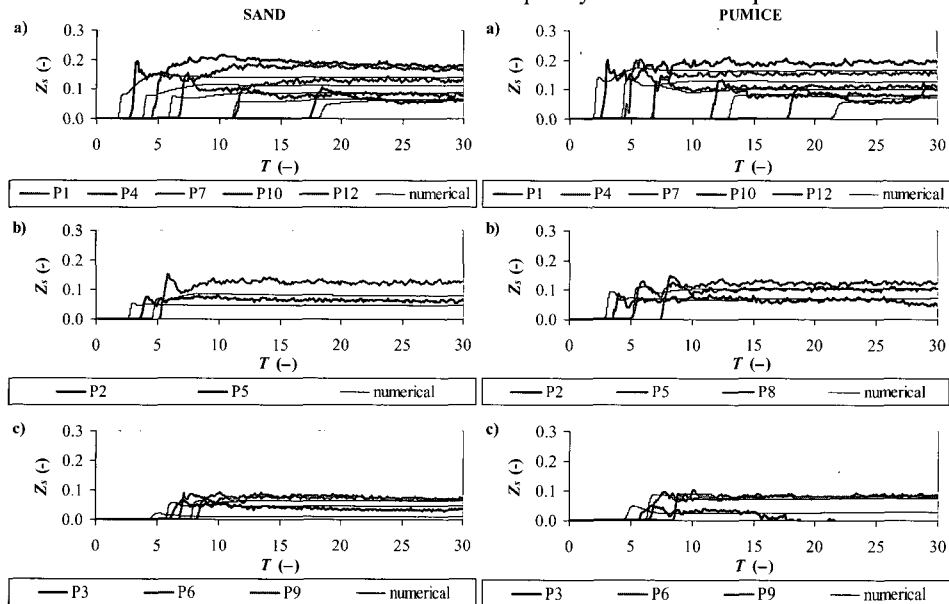 SAND
PUMICE
a)
0.3
0.2
0.1
0.0
Zs (-)
0 5 10 15 20 25 30
T (–)
P1 P4 P7 P10 P12 numerical
a)
0.3
0.2
0.1
0.0
Zs (-)
0 5 10 15 20 25 30
T (–)
P1 P4 P7 P10 P12 numerical
b)
0.3
0.2
0.1
0.0
Zs (-)
0 5 10 15 20 25 30
T (–)
P2 P5 numerical
b)
0.3
0.2
0.1
0.0
Zs (-)
0 5 10 15 20 25 30
T (–)
P2 P5 P8 numerical
c)
0.3
0.2
0.1
0.0
Zs (-)
0 5 10 15 20 25 30
T (–)
P3 P6 P9 numerical
c)
0.3
0.2
0.1
0.0
Zs (-)
0 5 10 15 20 25 30
T (–)
P3 P6 P9 numerical